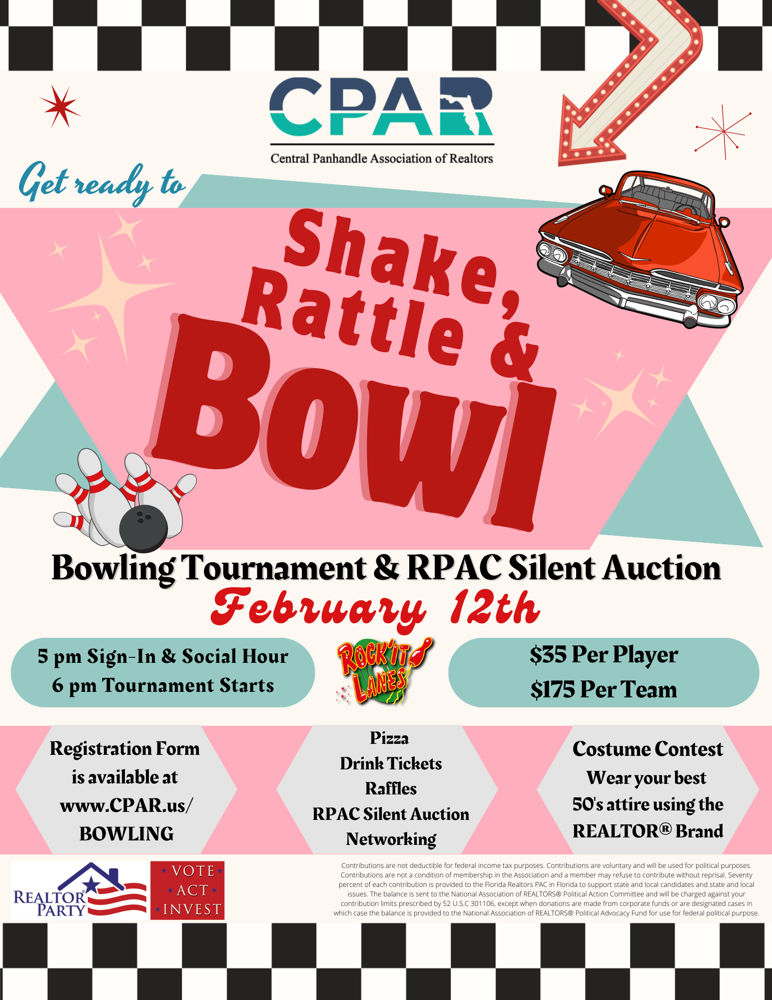 CPAR
Central Panhandle Association of Realtors
Get ready to
Shake,
Rattle &
Bowl
Bowling Tournament & RPAC Silent Auction
February 12th
5 pm Sign-In & Social Hour
6 pm Tournament Starts
ROCK'IT
LANES
$35 Per Player
$175 Per Team
Registration Form
is available at
www.CPAR.us/
BOWLING
Pizza
Drink Tickets
Raffles
RPAC Silent Auction
Networking
Costume Contest
Wear your best
50's attire using the
REALTOR® Brand
REALTOR®
PARTY
VOTE
ACT
INVEST
Contributions are not deductible for federal income tax purposes. Contributions are voluntary and will be used for political purposes.
Contributions are not a condition of membership in the Association and a member may refuse to contribute without reprisal. Seventy
percent of each contribution is provided to the Florida Realtors PAC in Florida to support state and local candidates and state and local
issues. The balance is sent to the National Association of REALTORS® Political Action Committee and will be charged against your
contribution limits prescribed by 52 U.S.C 301106, except when donations are made from corporate funds or are designated cases in
which case the balance is provided to the National Association of REALTORS® Political Advocacy Fund for use for federal political purpose.